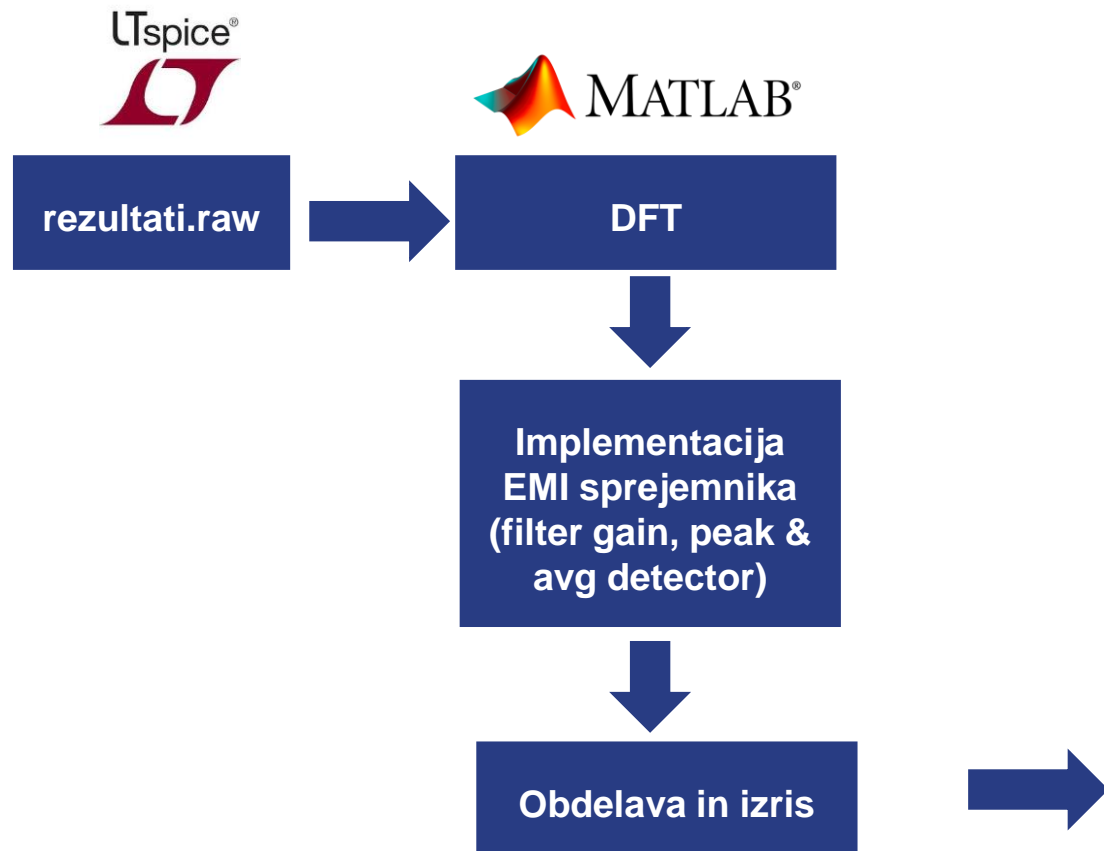 LTspice®
MATLAB®
rezultati.raw
DFT
Implementacija
EMI sprejemnika
(filter gain, peak &
avg detector)
Obdelava in izris